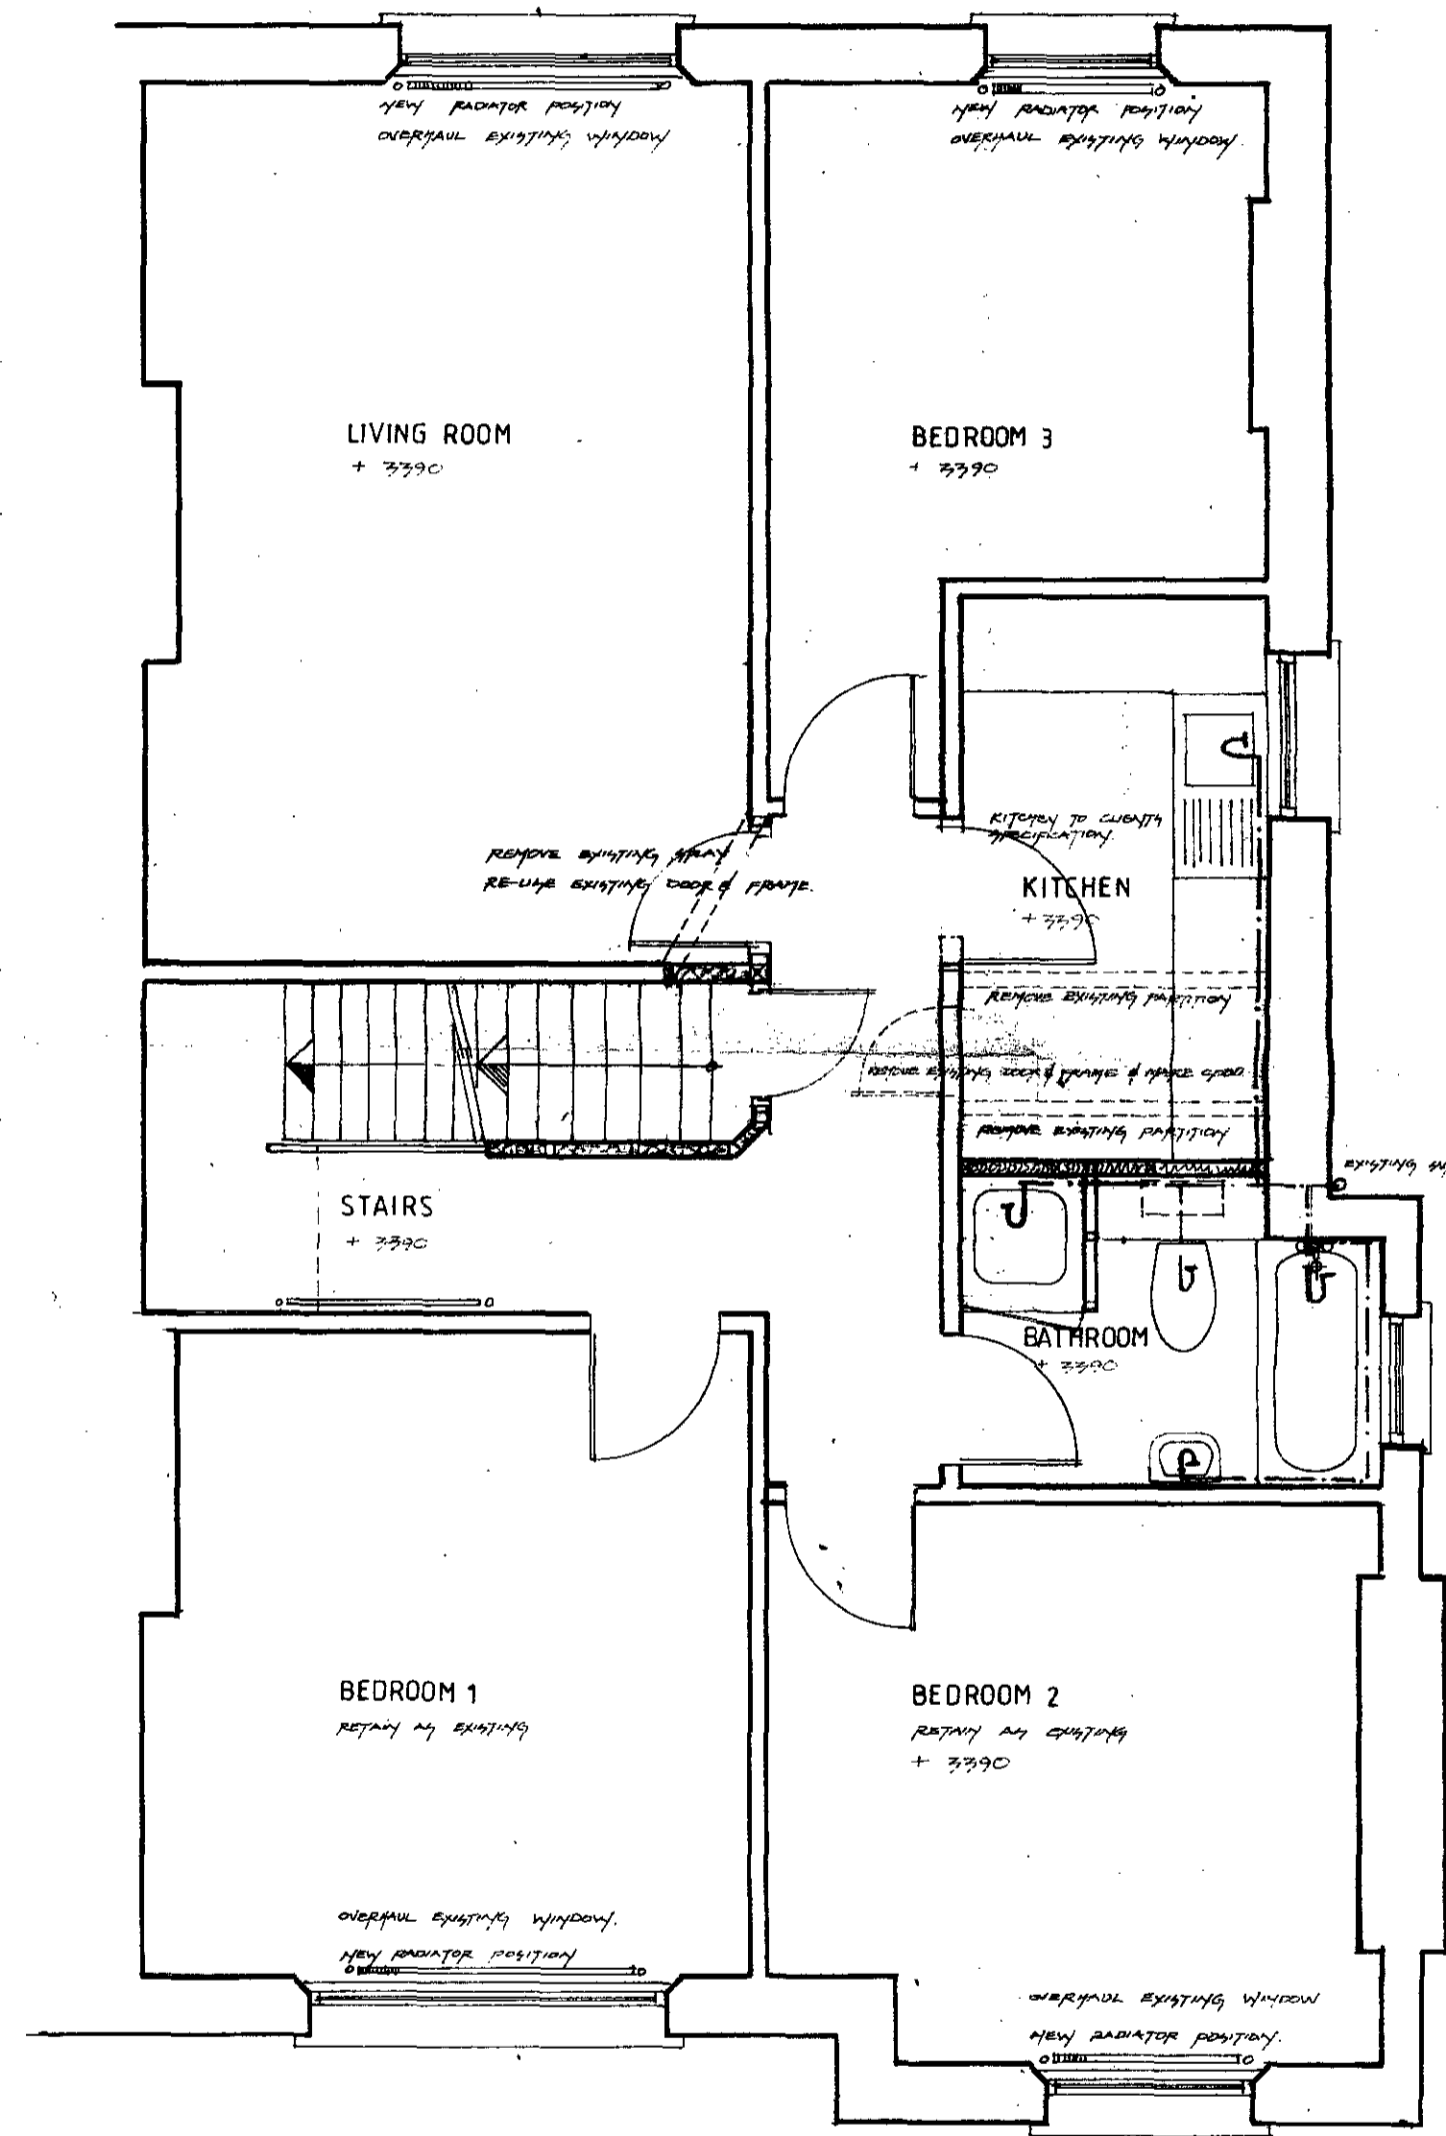 NEW RADIATOR POSITION
OVERHAUL EXISTING WINDOW
NEW RADIATOR POSITION
OVERHAUL EXISTING WINDOW.
LIVING ROOM
+ 3390
BEDROOM 3
+ 3390
KITCHEN TO CLIENTS
SPECIFICATION.
REMOVE EXISTING
RE-USE EXISTING DOOR & FRAME.
KITCHEN
+ 3390
REMOVE EXISTING PARTITION
REMOVE EXISTING DOOR & FRAME & MAKE GOOD
REMOVE EXISTING PARTITION
EXISTING
STAIRS
+ 3390
BATHROOM
+ 3390
BEDROOM 1
RETAIN AS EXISTING
BEDROOM 2
RETAIN AS EXISTING
+ 3390
OVERHAUL EXISTING WINDOW.
NEW RADIATOR POSITION
OVERHAUL EXISTING WINDOW
NEW RADIATOR POSITION.